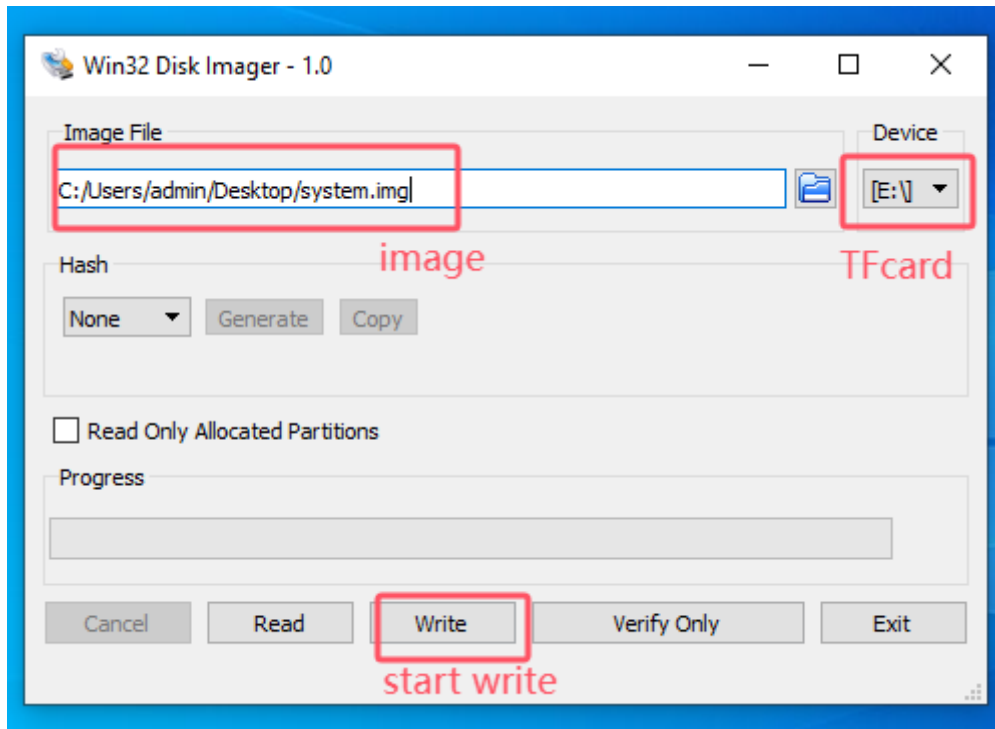 Win32 Disk Imager - 1.0
Image File
Device
C:/Users/admin/Desktop/system.img
[E:\]
image
TFcard
Hash
None
Generate
Copy
Read Only Allocated Partitions
Progress
Cancel
Read
Write
Verify Only
Exit
start write